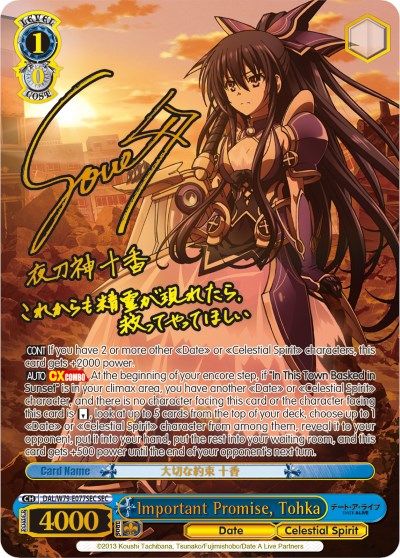 LEVEL
1
0
COST
夜刀神 十香
これからも精霊が現れたら、
救ってやってほしい
CONT If you have 2 or more other «Date» or «Celestial Spirit» characters, this
card gets +2000 power.
AUTO CX COMBO At the beginning of your encore step, if "In This Town Basked in
Sunset" is in your climax area, you have another «Date» or «Celestial Spirit»
character, and there is no character facing this card or the character facing
this card is , look at up to 5 cards from the top of your deck, choose up to 1
«Date» or «Celestial Spirit» character from among them, reveal it to your
opponent, put it into your hand, put the rest into your waiting room, and this
card gets +500 power until the end of your opponent's next turn.
Card Name 大切な約束 十香
CH DAL/W79-E077SEC SEC
POWER 4000 Important Promise, Tohka
デート・ア・ライブ
DATE A LIVE
Date Celestial Spirit
©2013 Koushi Tachibana, Tsunako/Fujimishobo/Date A Live Partners